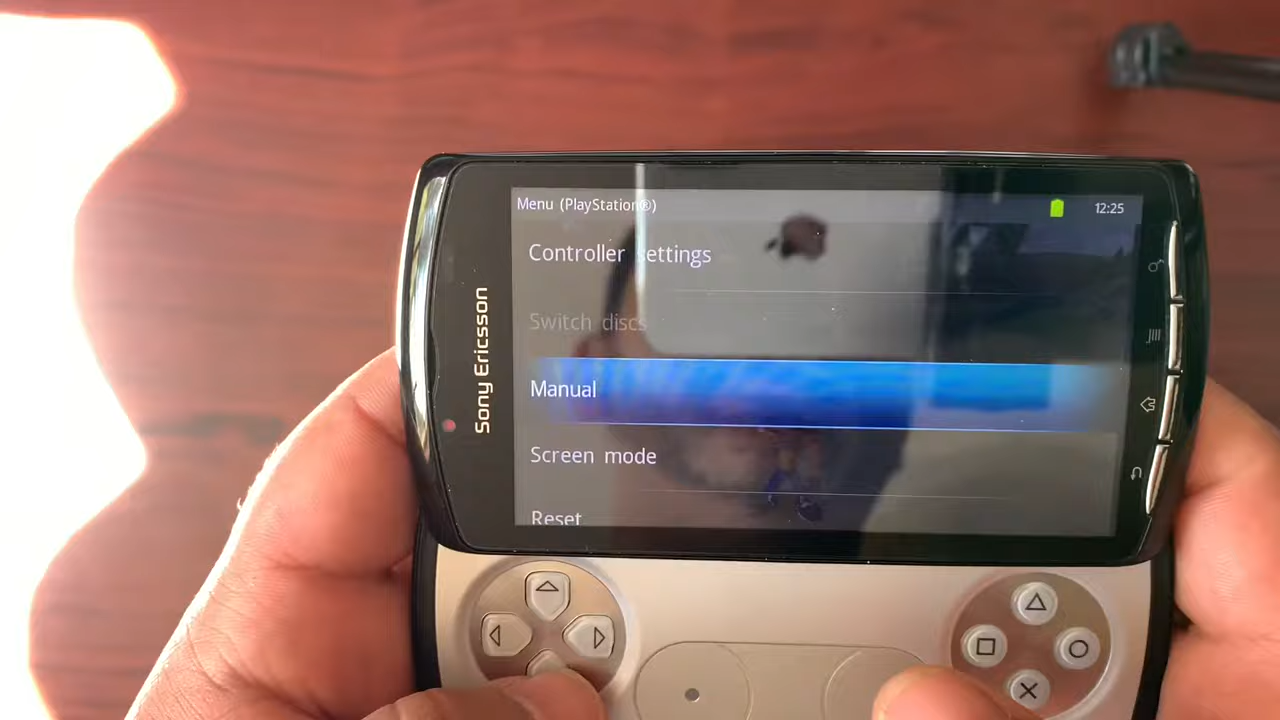 Menu (PlayStation®)
12:25
Controller settings
Switch discs
Manual
Screen mode
Reset
Sony Ericsson